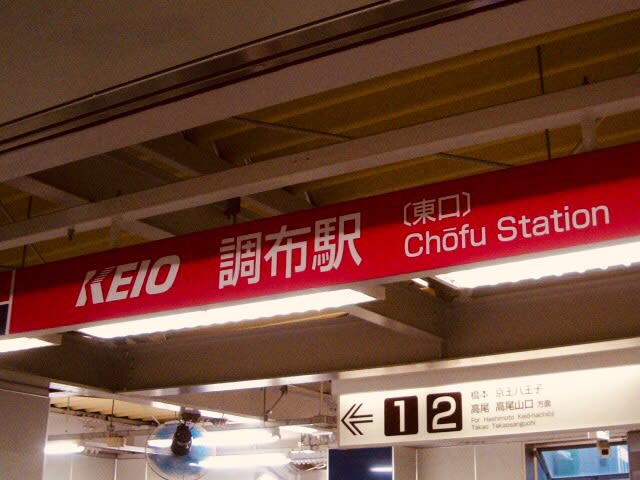 KEIO 調布駅 〔東口〕
Chōfu Station
橋本 京王八王子
1 2 高尾 高尾山口 方面
For Hashimoto Keiō-hachiōji
Takao Takaosanguchi